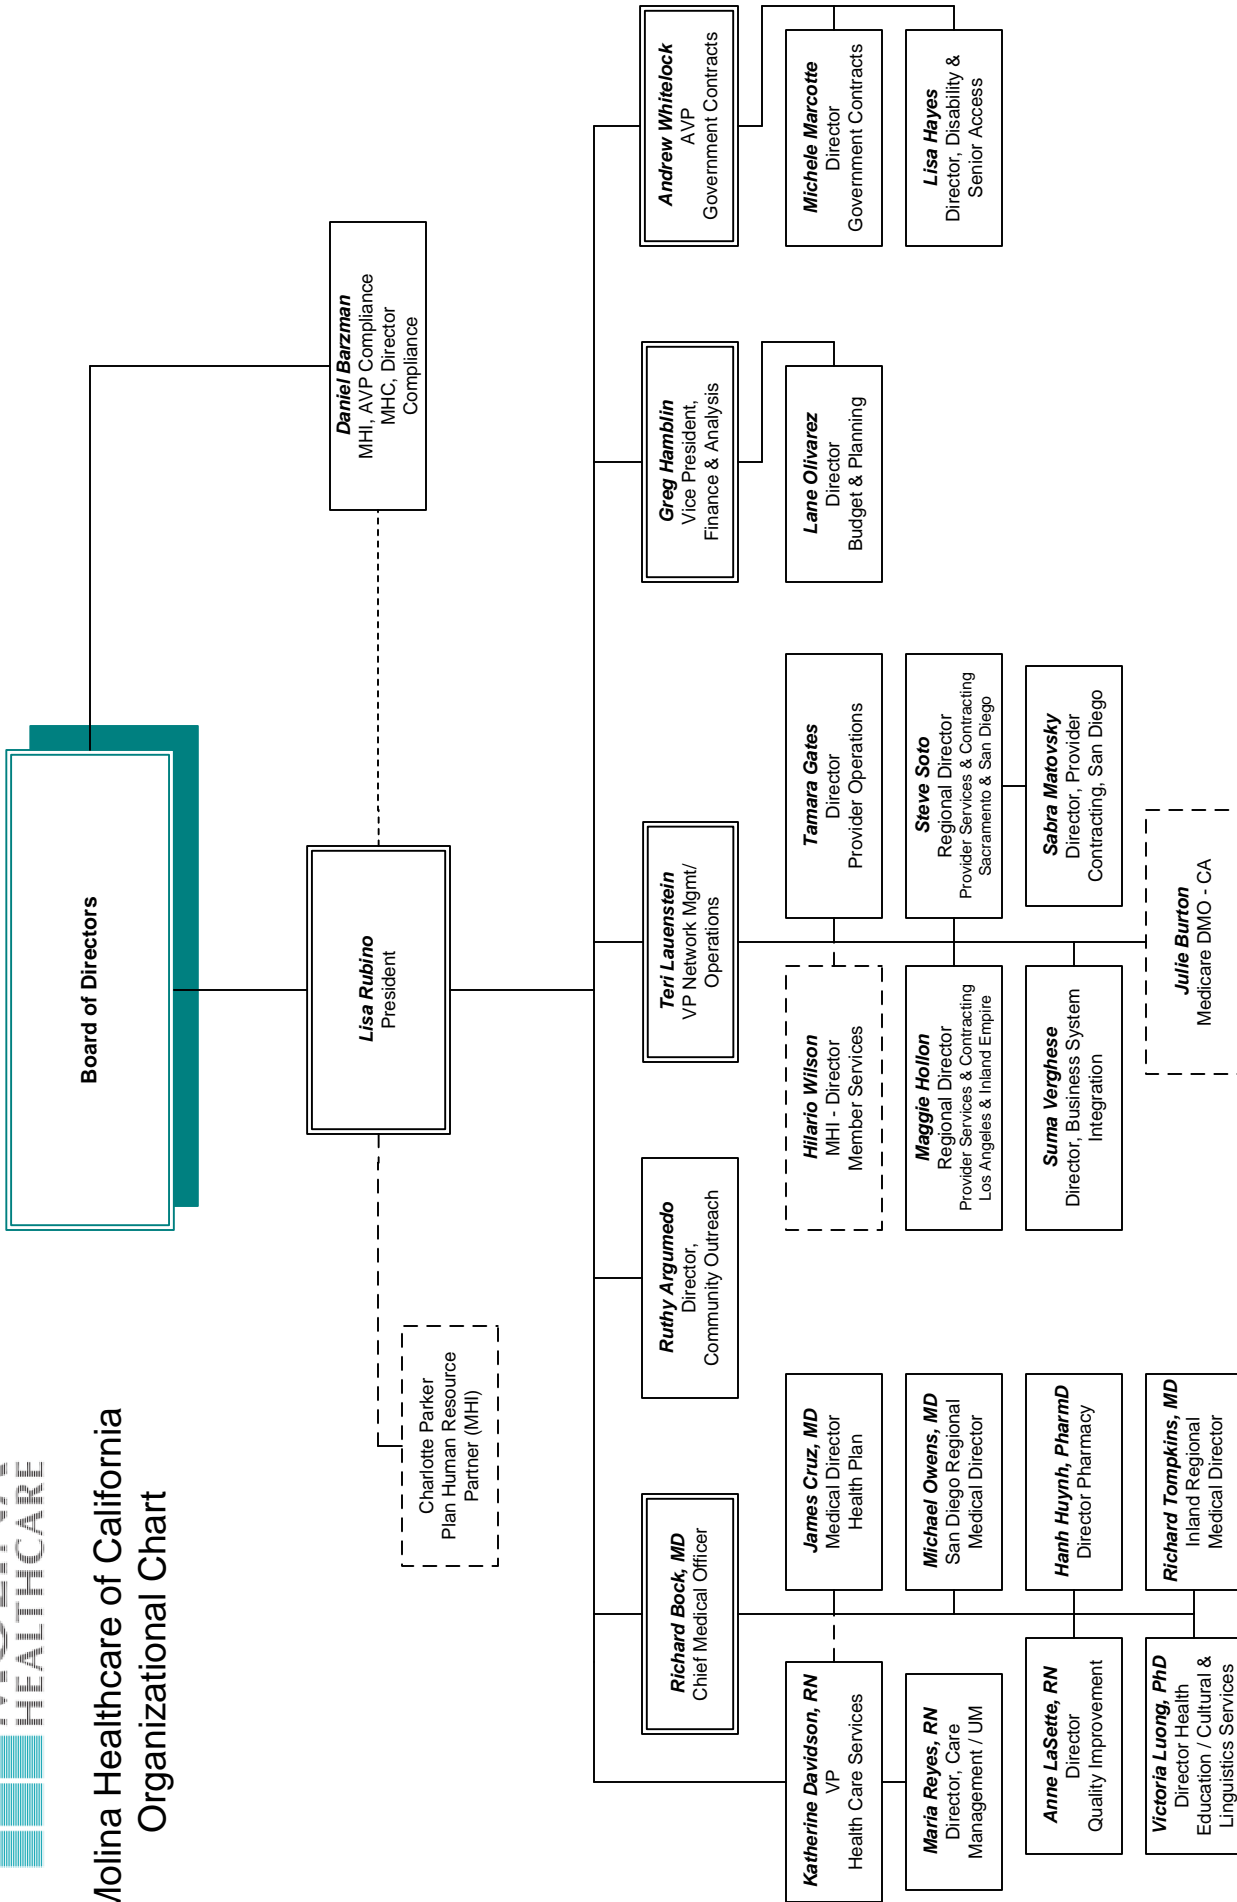 HEALTHCARE
Molina Healthcare of California
Organizational Chart
Board of Directors
Lisa Rubino
President
Daniel Barzman
MHI, AVP Compliance
MHC, Director
Compliance
Charlotte Parker
Plan Human Resource
Partner (MHI)
Richard Bock, MD
Chief Medical Officer
Ruthy Argumedo
Director,
Community Outreach
Teri Lauenstein
VP Network Mgmt/
Operations
Greg Hamblin
Vice President,
Finance & Analysis
Andrew Whitelock
AVP
Government Contracts
Katherine Davidson, RN
VP
Health Care Services
James Cruz, MD
Medical Director
Health Plan
Hilario Wilson
MHI - Director
Member Services
Tamara Gates
Director
Provider Operations
Lane Olivarez
Director
Budget & Planning
Michele Marcotte
Director
Government Contracts
Maria Reyes, RN
Director, Care
Management / UM
Michael Owens, MD
San Diego Regional
Medical Director
Maggie Hollon
Regional Director
Provider Services & Contracting
Los Angeles & Inland Empire
Steve Soto
Regional Director
Provider Services & Contracting
Sacramento & San Diego
Lisa Hayes
Director, Disability &
Senior Access
Anne LaSette, RN
Director
Quality Improvement
Hanh Huynh, PharmD
Director Pharmacy
Suma Verghese
Director, Business System
Integration
Sabra Matovsky
Director, Provider
Contracting, San Diego
Victoria Luong, PhD
Director Health
Education / Cultural &
Linguistics Services
Richard Tompkins, MD
Inland Regional
Medical Director
Julie Burton
Medicare DMO - CA